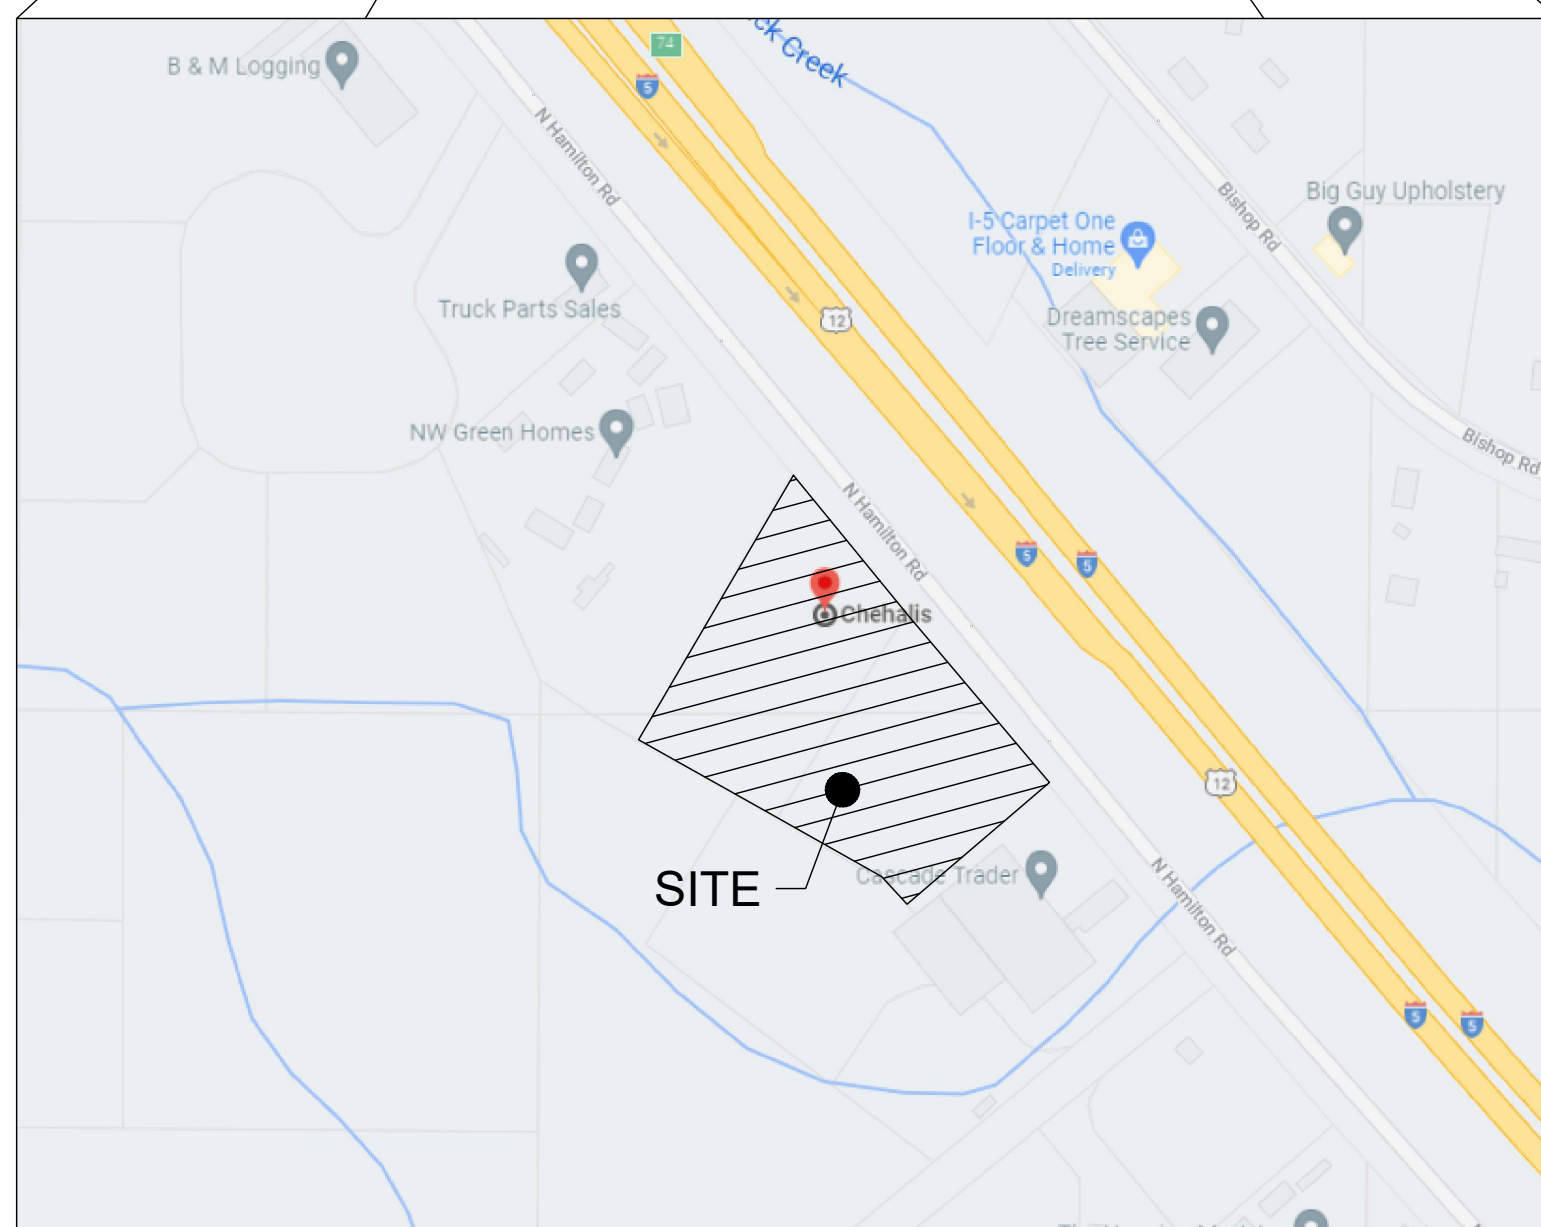 74
Creek
B & M Logging
5
N Hamilton Rd
Bishop Rd
Big Guy Upholstery
I-5 Carpet One
Floor & Home
Delivery
Truck Parts Sales
12
Dreamscapes
Tree Service
NW Green Homes
Bishop Rd
N Hamilton Rd
5
5
Chehalis
12
SITE
Cascade Trader
N Hamilton Rd
5
5